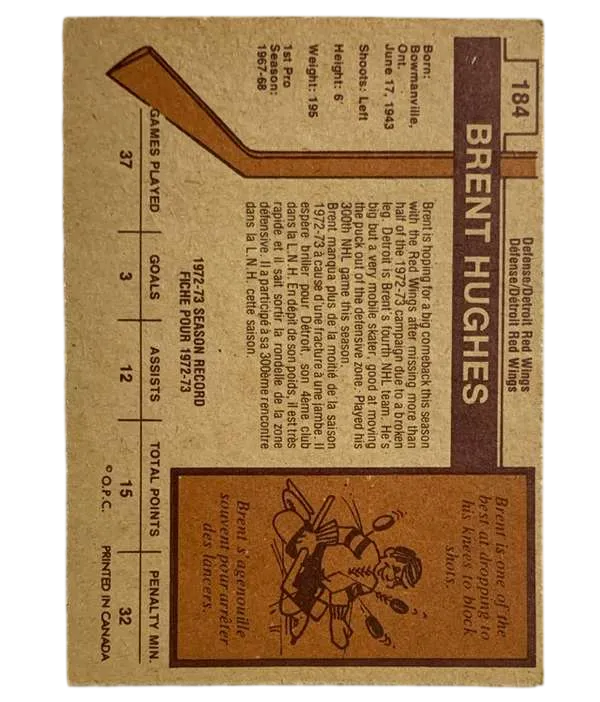 184
BRENT HUGHES
Defense/Detroit Red Wings
Défense/Détroit Red Wings
Born:
Bowmanville,
Ont.
June 17, 1943
Shoots: Left
Height: 6'
Weight: 195
1st Pro
Season:
1967-68
Brent is hoping for a big comeback this season
with the Red Wings after missing more than
half of the 1972-73 campaign due to a broken
leg. Detroit is Brent's fourth NHL team. He's
big but a very mobile skater, good at moving
the puck out of the defensive zone. Played his
300th NHL game this season.
Brent manqua plus de la moitié de la saison
1972-73 à cause d'une fracture à une jambe. Il
espère briller pour Détroit, son 4ème club
dans la L.N.H. En dépit de son poids, il est très
rapide et il sait sortir la rondelle de la zone
défensive. Il a participé à sa 300ème rencontre
dans la L.N.H. cette saison.
Brent is one of the
best at dropping to
his knees to block
shots.
Brent s'agenouille
souvent pour arrêter
des lancers.
1972-73 SEASON RECORD
FICHE POUR 1972-73
GAMES PLAYED GOALS ASSISTS TOTAL POINTS PENALTY MIN.
37 3 12 15 32
© O.P.C. PRINTED IN CANADA